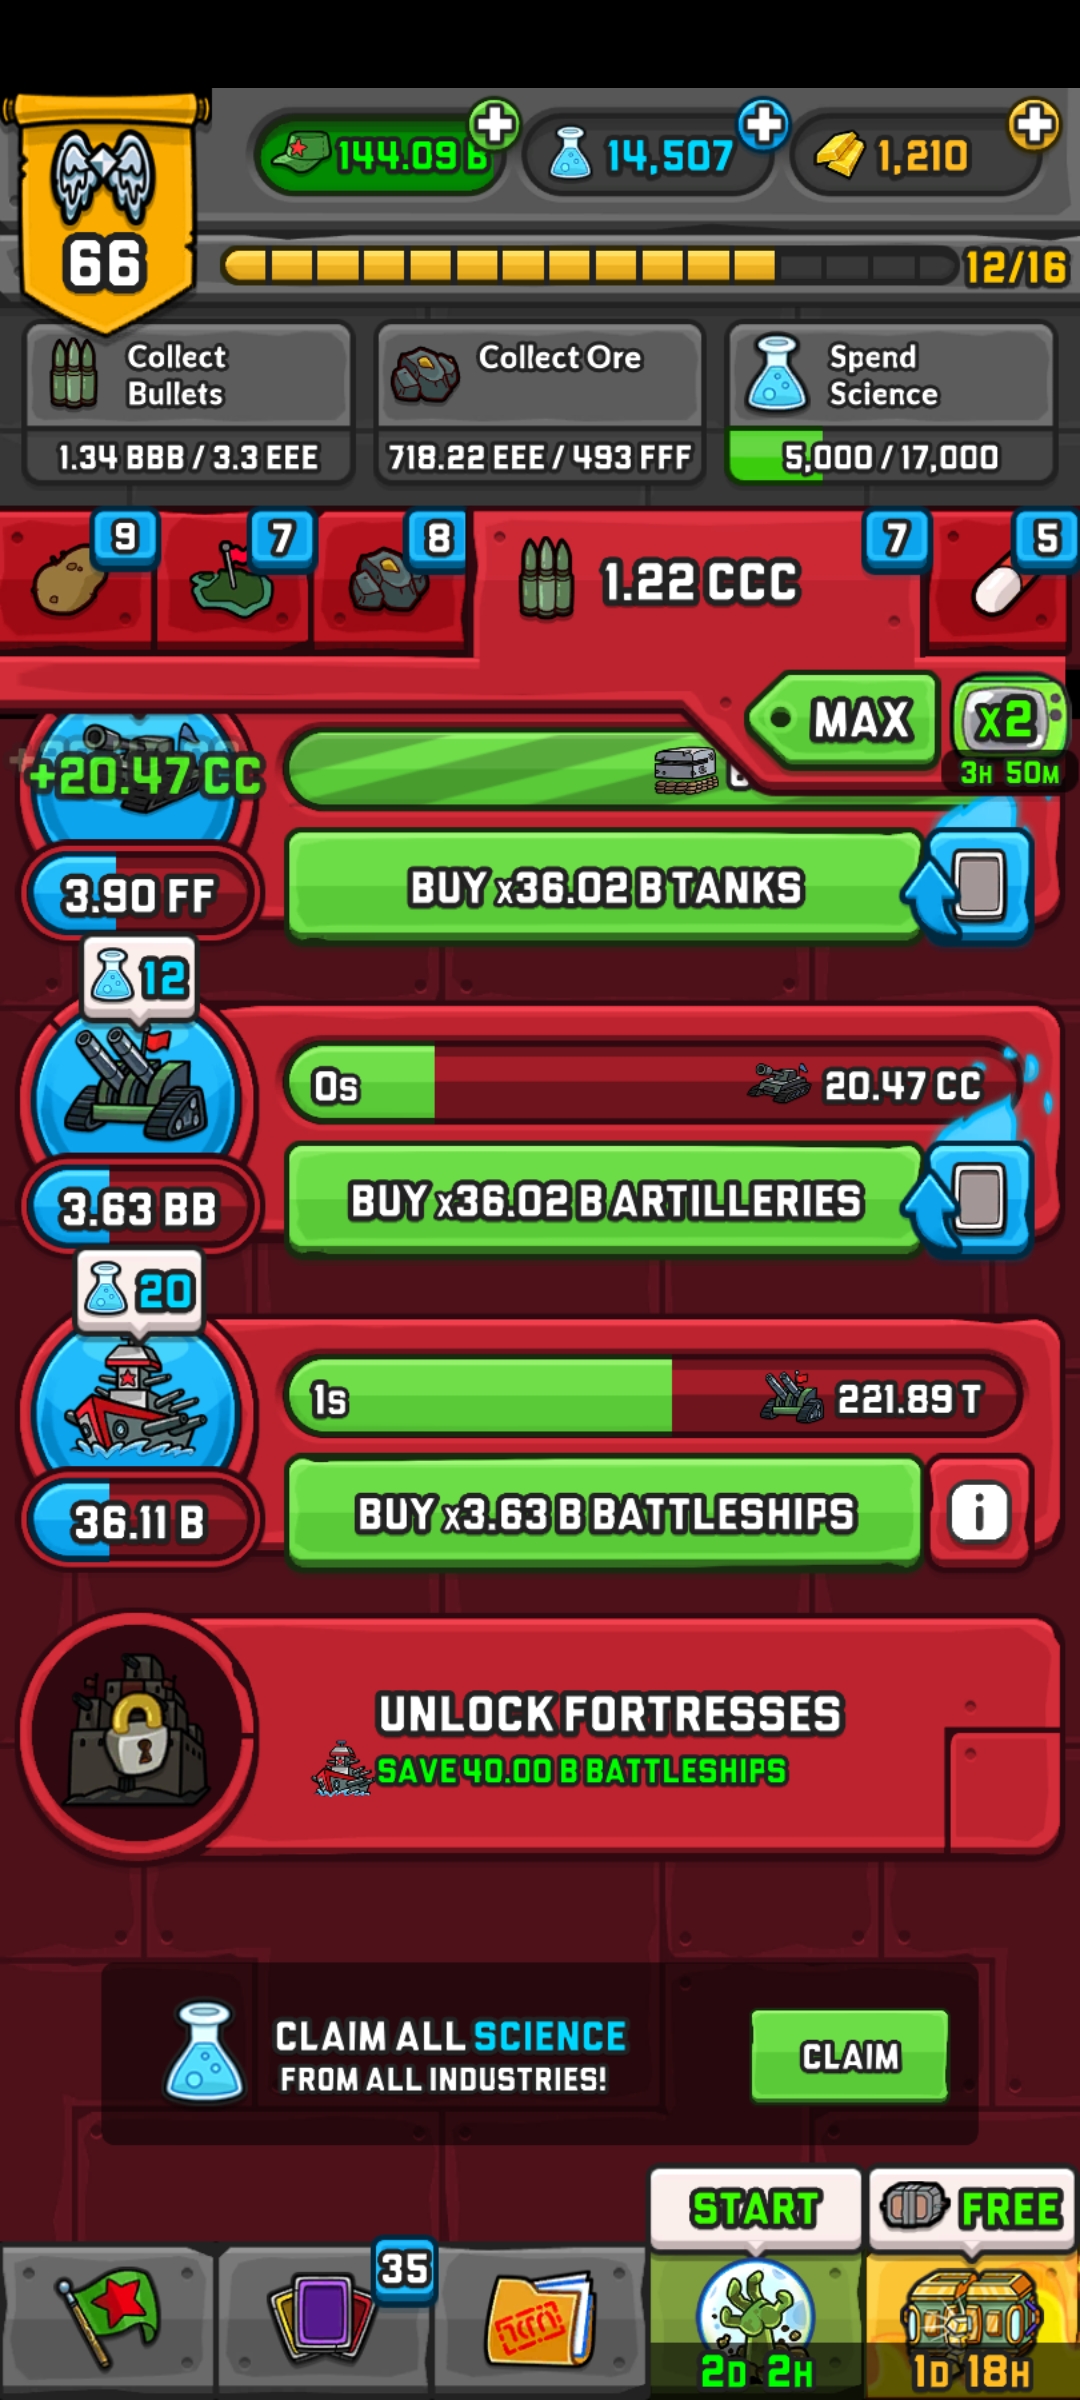 144.09 B
14,507
1,210
66
12/16
Collect
Bullets
1.34 BBB / 3.3 EEE
Collect Ore
718.22 EEE / 493 FFF
Spend
Science
5,000 / 17,000
9
7
8
1.22 CCC
7
5
MAX
x2
3H 50M
+20.47 CC
3.90 FF
BUY x36.02 B TANKS
12
0s
20.47 CC
3.63 BB
BUY x36.02 B ARTILLERIES
20
1s
221.89 T
36.11 B
BUY x3.63 B BATTLESHIPS
i
UNLOCK FORTRESSES
SAVE 40.00 B BATTLESHIPS
CLAIM ALL SCIENCE
FROM ALL INDUSTRIES!
CLAIM
START
FREE
35
2D 2H
1D 18H